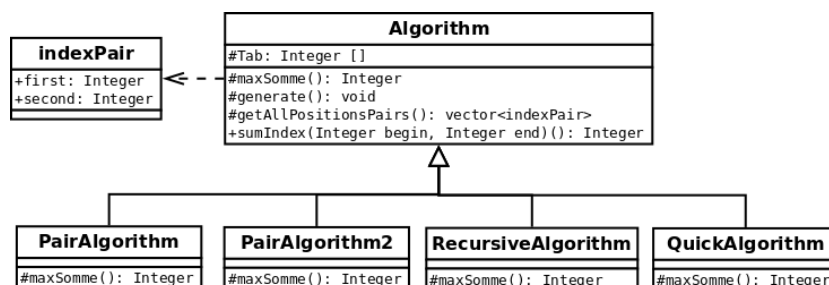 Algorithm
#Tab: Integer []
#maxSomme(): Integer
#generate(): void
#getAllPositionsPairs(): vector<indexPair>
+sumIndex(Integer begin, Integer end)(): Integer
indexPair
+first: Integer
+second: Integer
PairAlgorithm
#maxSomme(): Integer
PairAlgorithm2
#maxSomme(): Integer
RecursiveAlgorithm
#maxSomme(): Integer
QuickAlgorithm
#maxSomme(): Integer